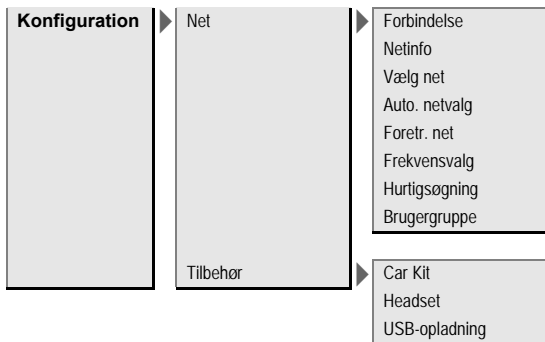 Konfiguration
Net
Forbindelse
Netinfo
Vælg net
Auto. netvalg
Foretr. net
Frekvensvalg
Hurtigsøgning
Brugergruppe
Tilbehør
Car Kit
Headset
USB-opladning